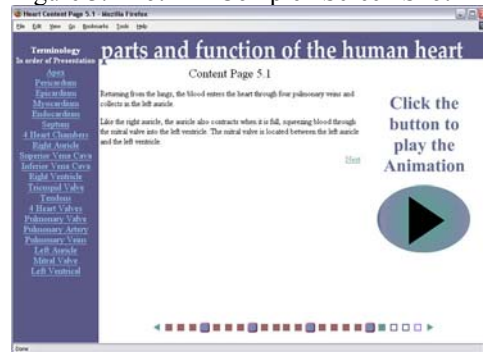 Heart Content Page 5.1 - Mozilla Firefox
File Edit View Go Bookmarks Tools Help
parts and function of the human heart
Terminology
In order of Presentation
Apex
Pericardium
Epicardium
Myocardium
Endocardium
Septum
4 Heart Chambers
Right Auricle
Superior Vena Cava
Inferior Vena Cava
Right Ventricle
Tricuspid Valve
Tendons
4 Heart Valves
Pulmonary Valve
Pulmonary Artery
Pulmonary Veins
Left Auricle
Mitral Valve
Left Ventrical
Content Page 5.1
Returning from the lungs, the blood enters the heart through four pulmonary veins and
collects in the left auricle.
Like the right auricle, the auricle also contracts when it is full, squeezing blood through
the mitral valve into the left ventricle. The mitral valve is located between the left auricle
and the left ventricle.
Next
Click the
button to
play the
Animation
Done